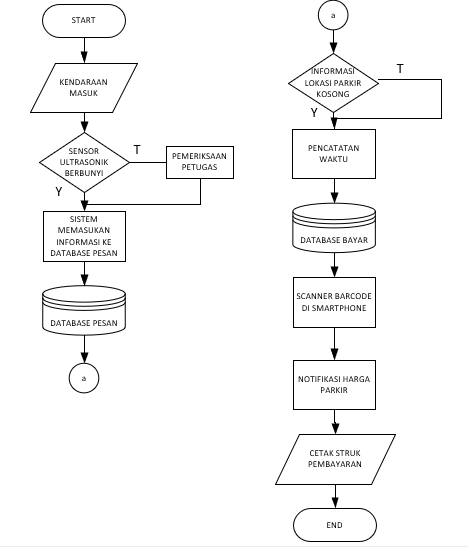 START
KENDARAAN
MASUK
SENSOR
ULTRASONIK
BERBUNYI
T
PEMERIKSAAN
PETUGAS
Y
SISTEM
MEMASUKAN
INFORMASI KE
DATABASE PESAN
DATABASE PESAN
a
a
INFORMASI
LOKASI PARKIR
KOSONG
T
Y
PENCATATAN
WAKTU
DATABASE BAYAR
SCANNER BARCODE
DI SMARTPHONE
NOTIFIKASI HARGA
PARKIR
CETAK STRUK
PEMBAYARAN
END